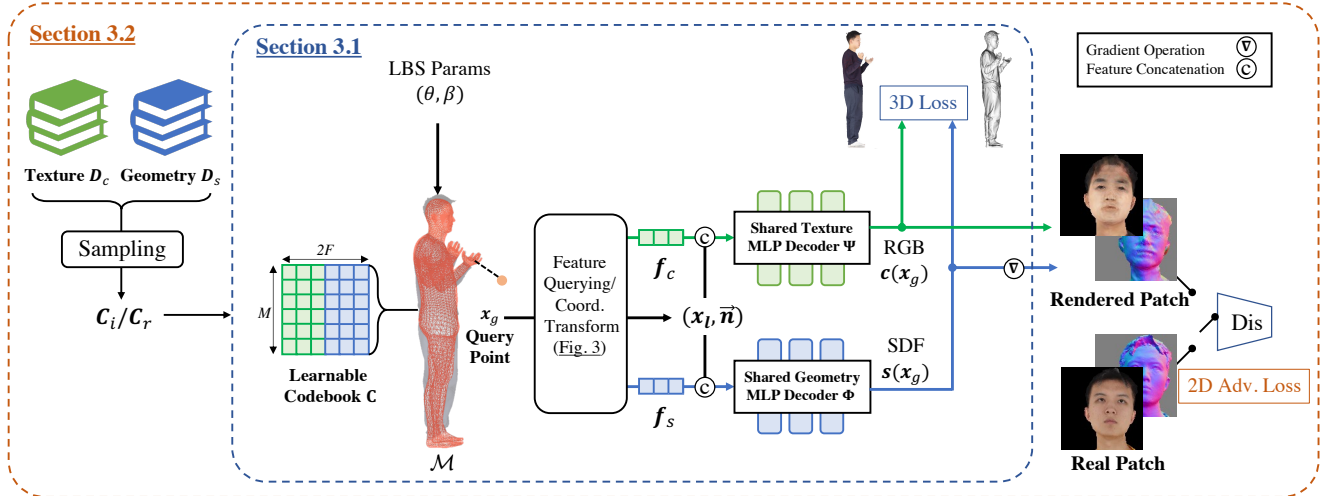 Section 3.2
Texture D_c
Geometry D_s
Sampling
C_i/C_r
Section 3.1
LBS Params
(θ, β)
2F
M
Learnable
Codebook C
ℳ
x_g
Query
Point
Feature
Querying/
Coord.
Transform
(Fig. 3)
f_c
C
(x_l, n⃗)
C
f_s
Shared Texture
MLP Decoder Ψ
Shared Geometry
MLP Decoder Φ
3D Loss
RGB
c(x_g)
SDF
s(x_g)
∇
Gradient Operation ∇
Feature Concatenation C
Rendered Patch
Dis
2D Adv. Loss
Real Patch